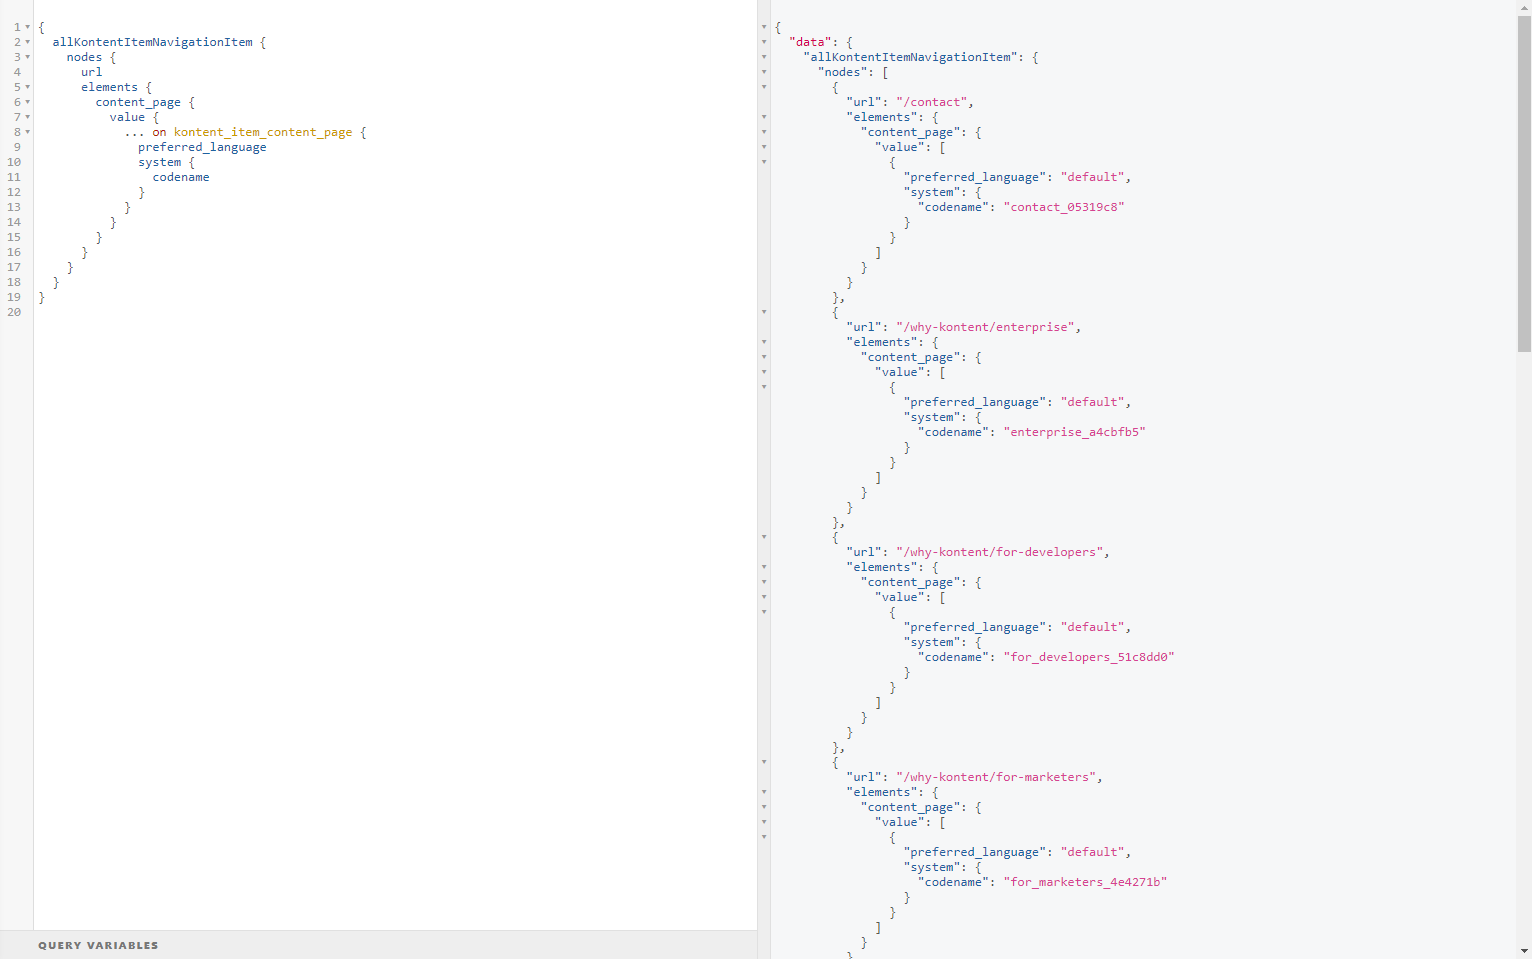 1 {
2 allKontentItemNavigationItem {
3 nodes {
4 url
5 elements {
6 content_page {
7 value {
8 ... on kontent_item_content_page {
9 preferred_language
10 system {
11 codename
12 }
13 }
14 }
15 }
16 }
17 }
18 }
19 }
20
QUERY VARIABLES
{
"data": {
"allKontentItemNavigationItem": {
"nodes": [
{
"url": "/contact",
"elements": {
"content_page": {
"value": [
{
"preferred_language": "default",
"system": {
"codename": "contact_05319c8"
}
}
]
}
}
},
{
"url": "/why-kontent/enterprise",
"elements": {
"content_page": {
"value": [
{
"preferred_language": "default",
"system": {
"codename": "enterprise_a4cbfb5"
}
}
]
}
}
},
{
"url": "/why-kontent/for-developers",
"elements": {
"content_page": {
"value": [
{
"preferred_language": "default",
"system": {
"codename": "for_developers_51c8dd0"
}
}
]
}
}
},
{
"url": "/why-kontent/for-marketers",
"elements": {
"content_page": {
"value": [
{
"preferred_language": "default",
"system": {
"codename": "for_marketers_4e4271b"
}
}
]
}
}